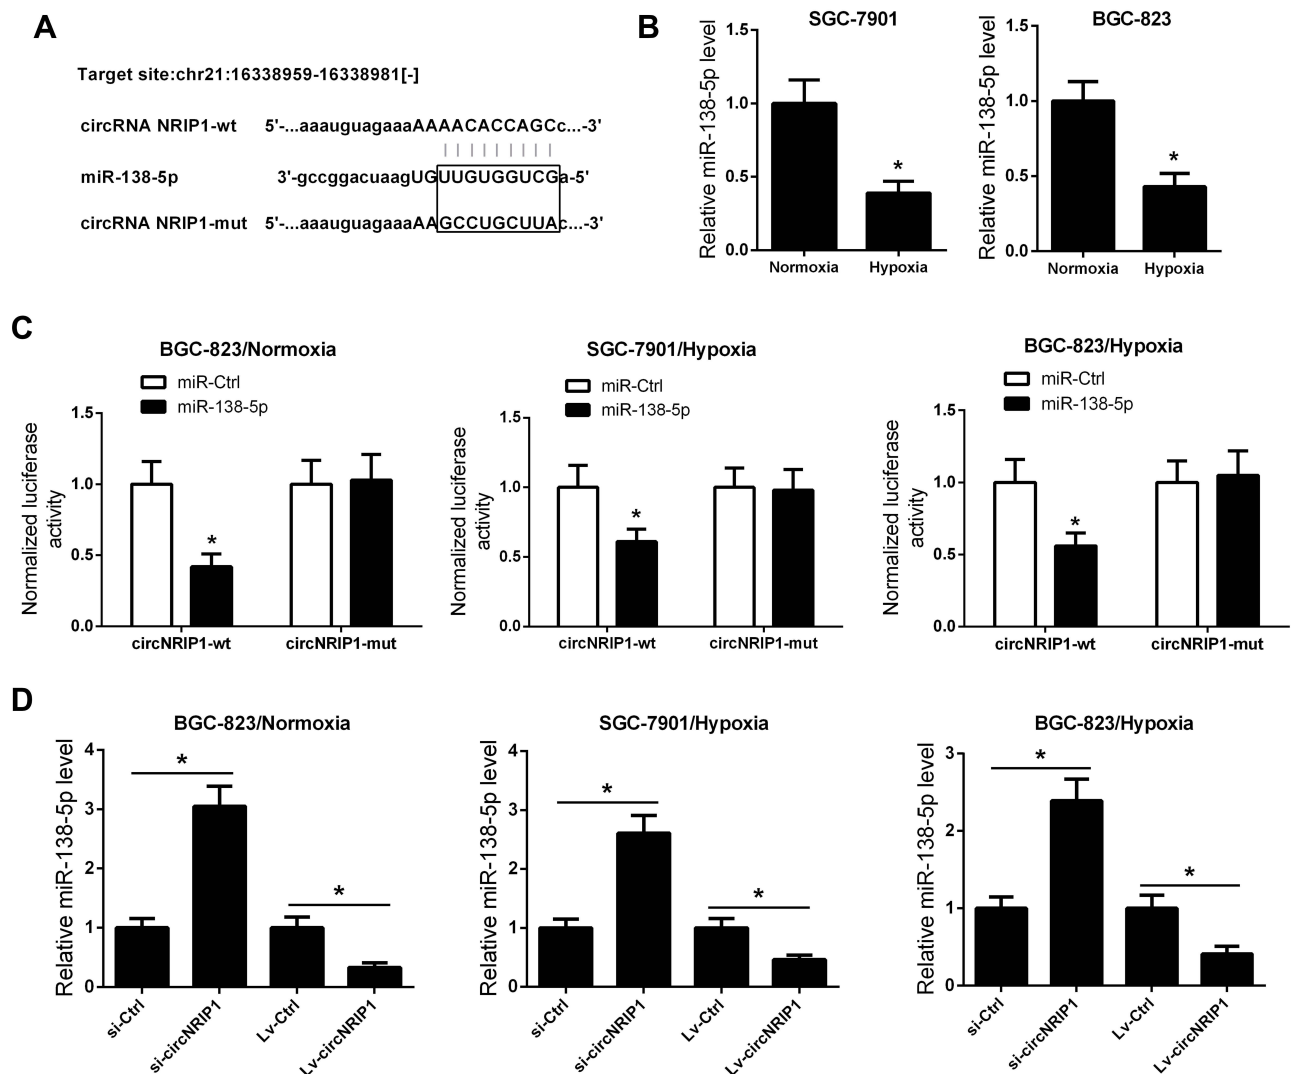 A
Target site:chr21:16338959-16338981[-]
circRNA NRIP1-wt 5'-...aaauguagaaaAAAACACCAGCc...-3'
miR-138-5p 3'-gccggacuaagUGUUGUGGUCGa-5'
circRNA NRIP1-mut 5'-...aaauguagaaaAAGCCUGCUUAc...-3'
B
SGC-7901
Relative miR-138-5p level
1.5
1.0
0.5
0.0
*
Normoxia Hypoxia
BGC-823
Relative miR-138-5p level
1.5
1.0
0.5
0.0
*
Normoxia Hypoxia
C
BGC-823/Normoxia
miR-Ctrl
miR-138-5p
Normalized luciferase
activity
1.5
1.0
0.5
0.0
*
circNRIP1-wt circNRIP1-mut
SGC-7901/Hypoxia
miR-Ctrl
miR-138-5p
Normalized luciferase
activity
1.5
1.0
0.5
0.0
*
circNRIP1-wt circNRIP1-mut
BGC-823/Hypoxia
miR-Ctrl
miR-138-5p
Normalized luciferase
activity
1.5
1.0
0.5
0.0
*
circNRIP1-wt circNRIP1-mut
D
BGC-823/Normoxia
Relative miR-138-5p level
4
3
2
1
0
*
*
si-Ctrl
si-circNRIP1
Lv-Ctrl
Lv-circNRIP1
SGC-7901/Hypoxia
Relative miR-138-5p level
4
3
2
1
0
*
*
si-Ctrl
si-circNRIP1
Lv-Ctrl
Lv-circNRIP1
BGC-823/Hypoxia
Relative miR-138-5p level
3
2
1
0
*
*
si-Ctrl
si-circNRIP1
Lv-Ctrl
Lv-circNRIP1